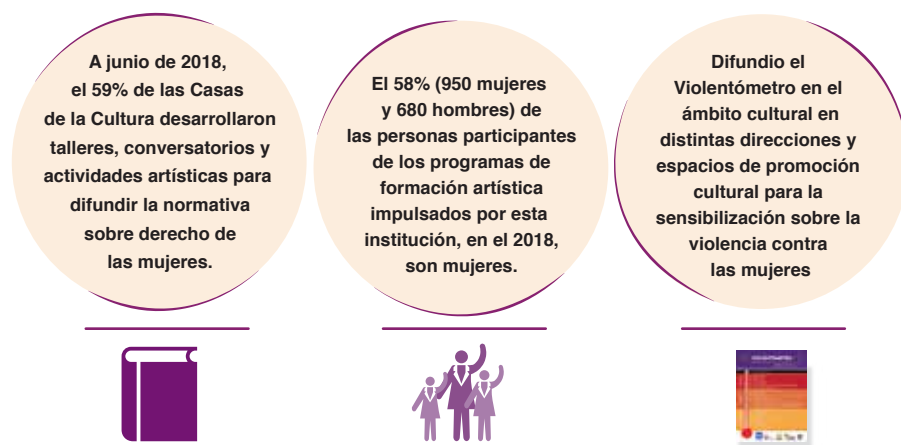 A junio de 2018,
el 59% de las Casas
de la Cultura desarrollaron
talleres, conversatorios y
actividades artísticas para
difundir la normativa
sobre derecho de
las mujeres.
El 58% (950 mujeres
y 680 hombres) de
las personas participantes
de los programas de
formación artística
impulsados por esta
institución, en el 2018,
son mujeres.
Difundio el
Violentómetro en el
ámbito cultural en
distintas direcciones y
espacios de promoción
cultural para la
sensibilización sobre la
violencia contra
las mujeres